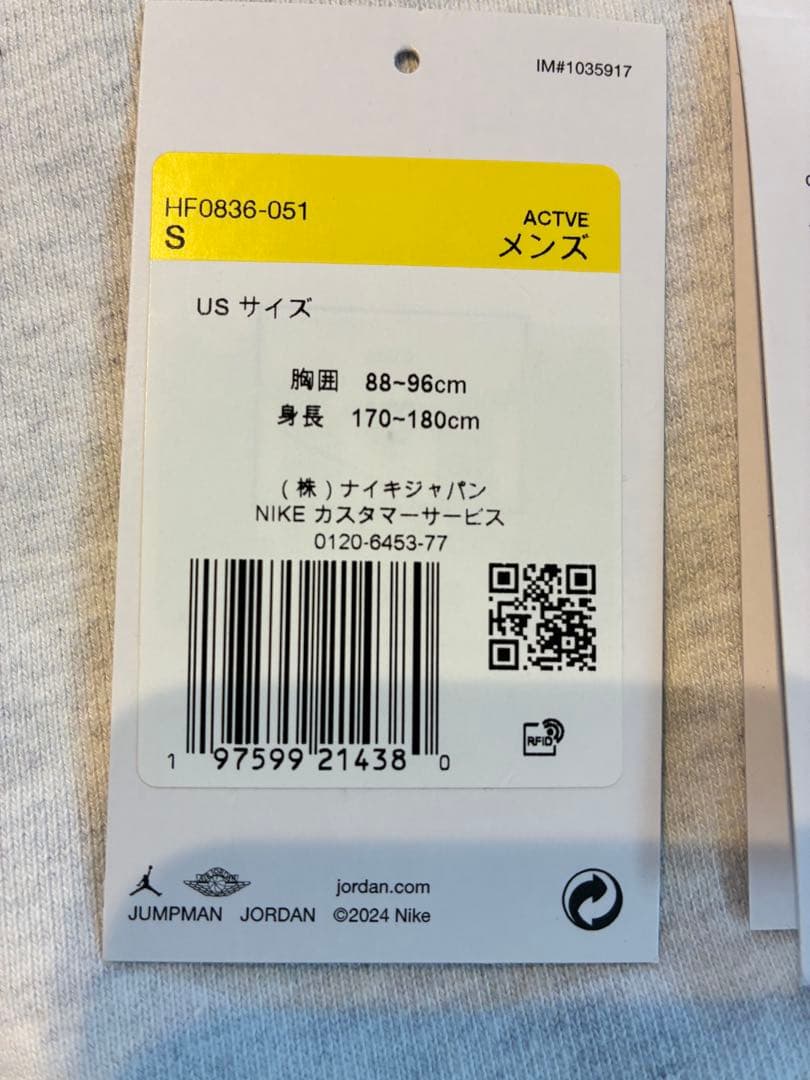 IM#1035917
HF0836-051
S
ACTVE
メンズ
US サイズ
胸囲 88~96cm
身長 170~180cm
(株)ナイキジャパン
NIKE カスタマーサービス
0120-6453-77
1 97599 21438 0
RFID
jordan.com
JUMPMAN JORDAN ©2024 Nike